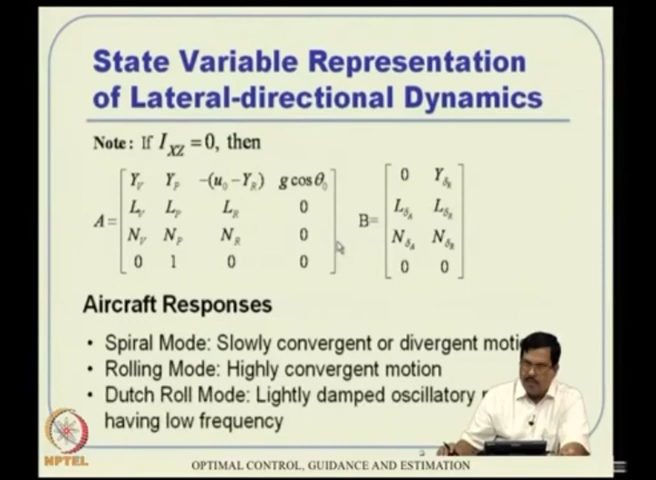 State Variable Representation
of Lateral-directional Dynamics
Note: If I_XZ = 0, then
A = [ Y_V Y_P -(u_0 - Y_R) g cos θ_0
L_V L_P L_R 0
N_V N_P N_R 0
0 1 0 0 ]
B = [ 0 Y_δR
L_δA L_δR
N_δA N_δR
0 0 ]
Aircraft Responses
• Spiral Mode: Slowly convergent or divergent moti
• Rolling Mode: Highly convergent motion
• Dutch Roll Mode: Lightly damped oscillatory
having low frequency
NPTEL
OPTIMAL CONTROL, GUIDANCE AND ESTIMATION